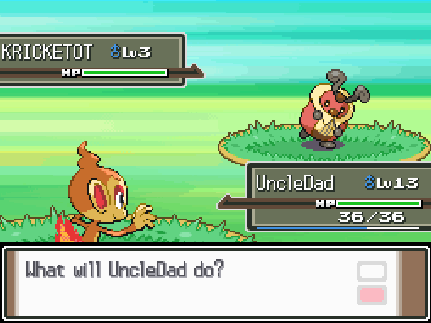 KRICKETOT ♂Lv3
HP
UncleDad ♂Lv13
HP
36/36
What will UncleDad do?